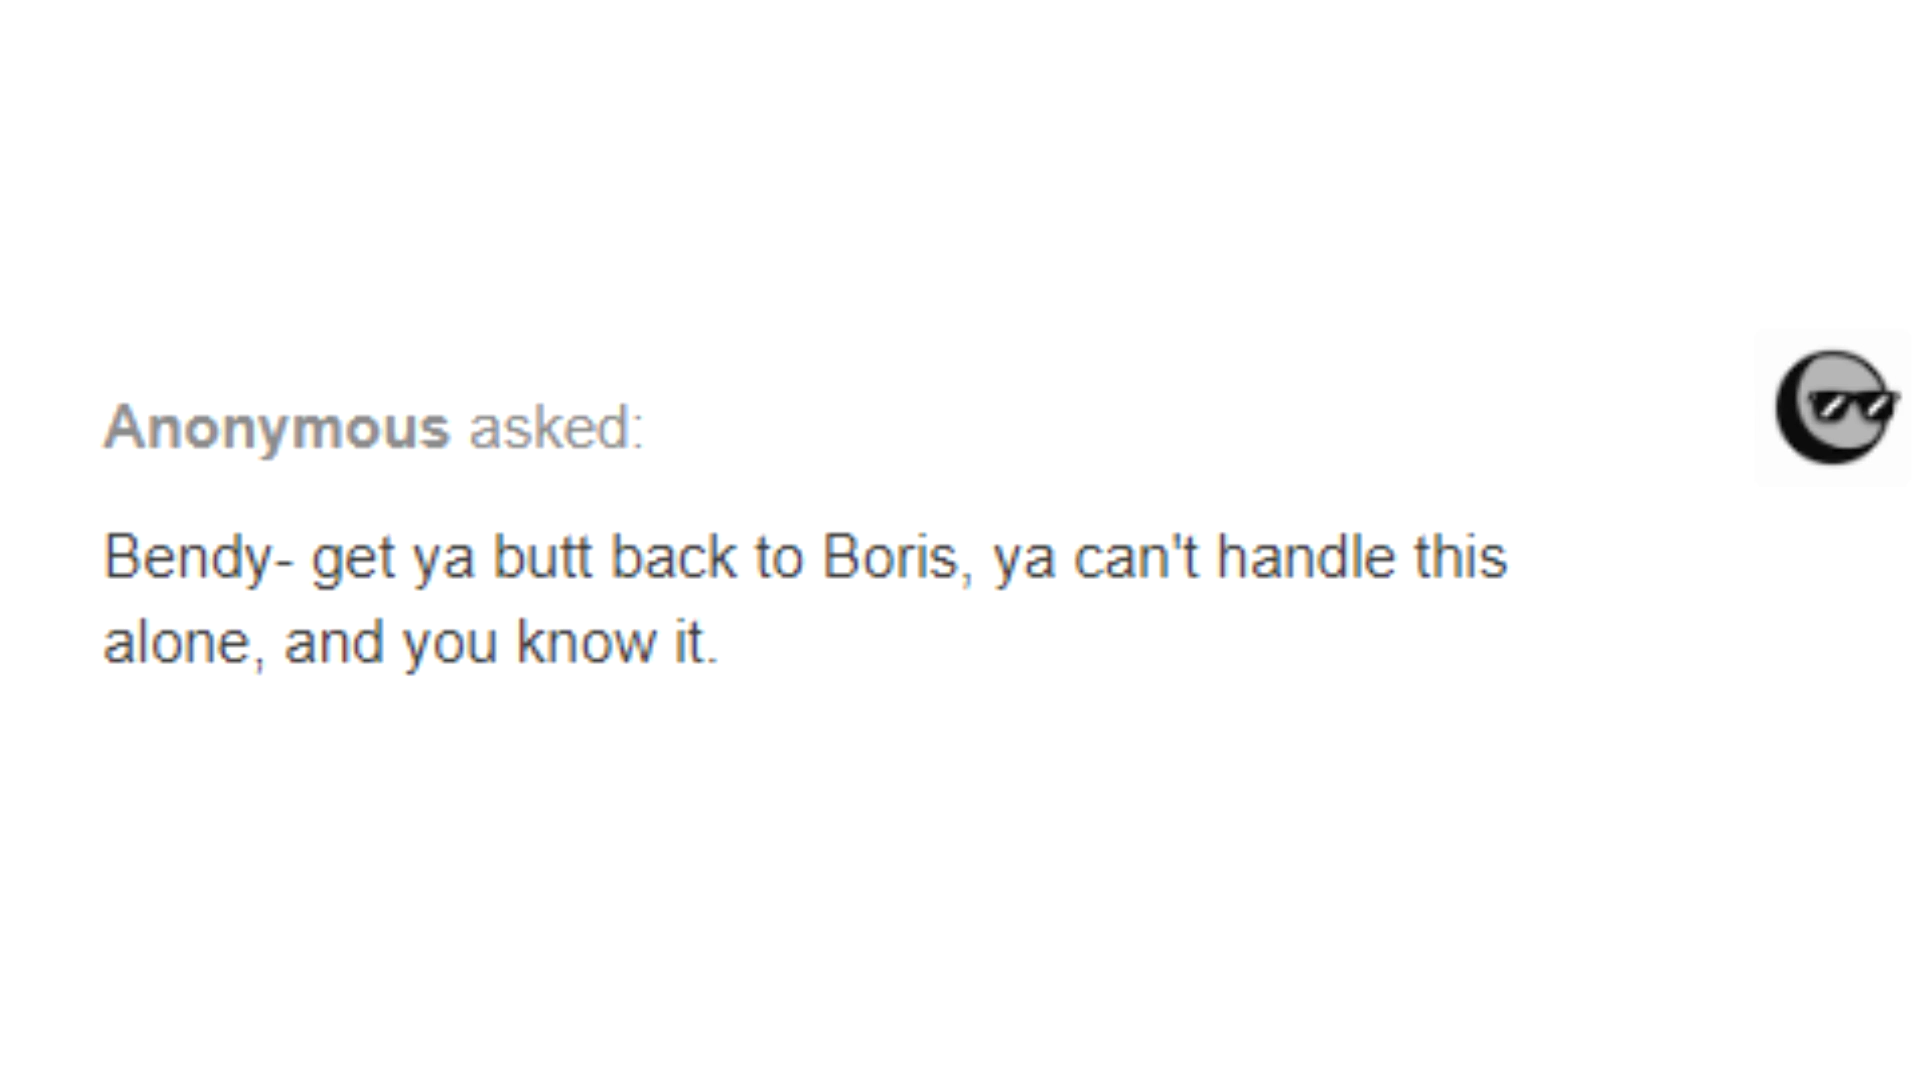 Anonymous asked:
Bendy- get ya butt back to Boris, ya can't handle this
alone, and you know it.